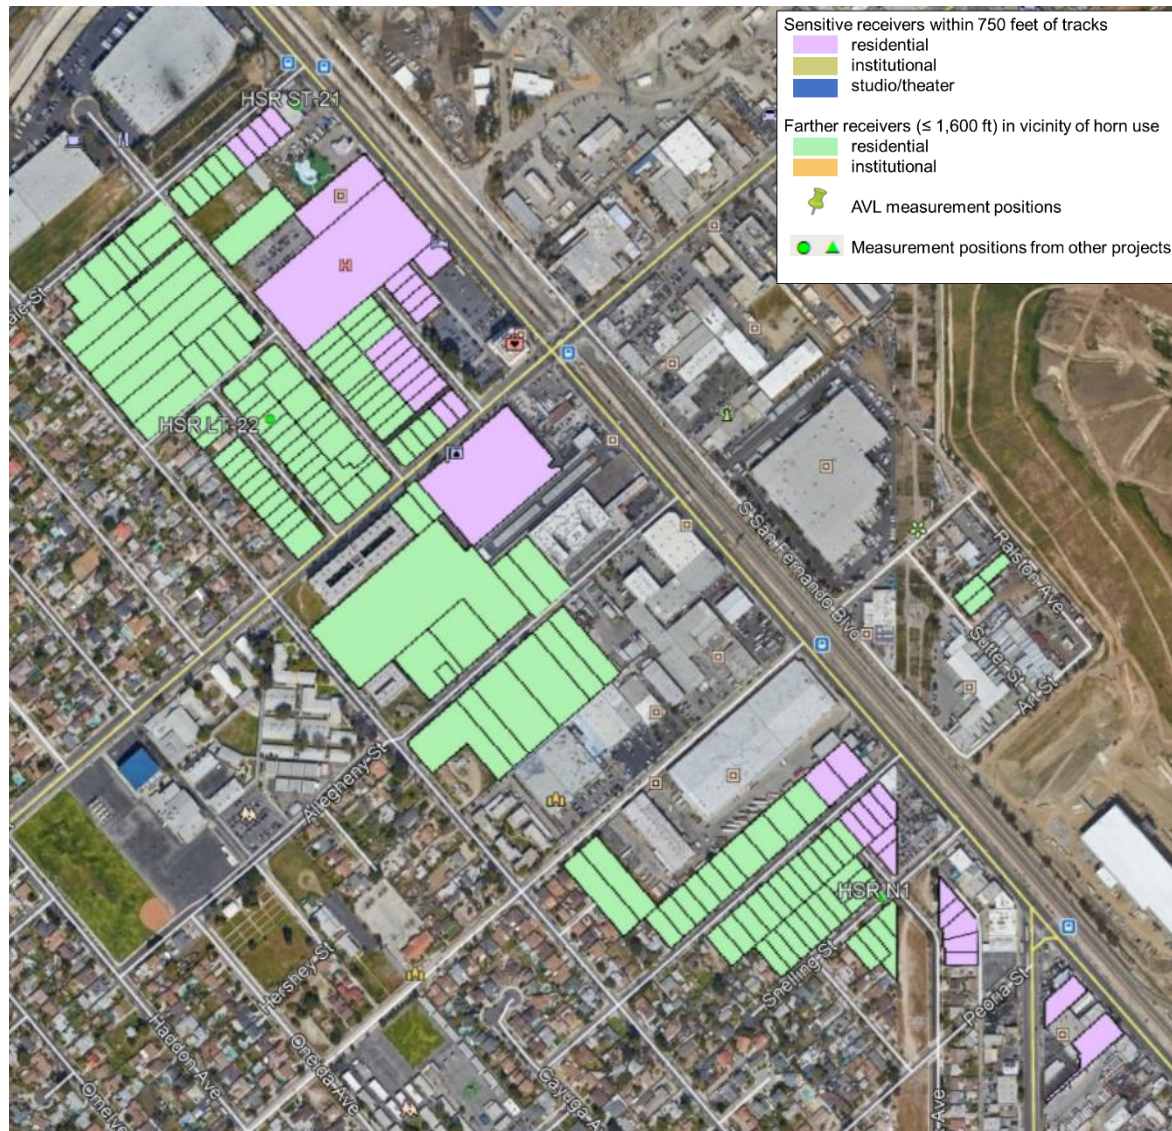 Sensitive receivers within 750 feet of tracks
residential
institutional
studio/theater
Farther receivers (≤ 1,600 ft) in vicinity of horn use
residential
institutional
AVL measurement positions
Measurement positions from other projects
HSR ST-21
H
HSR LT-22
S San Fernando Blvd
Ralston Ave
Sutter St
Art St
Allegheny St
HSR N1
Snelling St
Peoria St
Hershey St
Haddon Ave
Oneida Ave
Cayuga A
Omelve
Ave